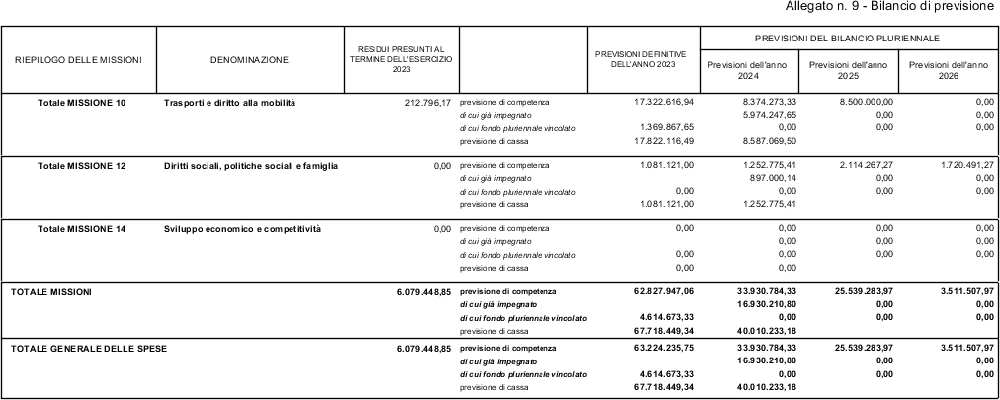 Allegato n. 9 - Bilancio di previsione
RIEPILOGO DELLE MISSIONI
DENOMINAZIONE
RESIDUI PRESUNTI AL
TERMINE DELL'ESERCIZIO
2023
PREVISIONI DEFINITIVE
DELL'ANNO 2023
PREVISIONI DEL BILANCIO PLURIENNALE
Previsioni dell'anno
2024
Previsioni dell'anno
2025
Previsioni dell'anno
2026
Totale MISSIONE 10 Trasporti e diritto alla mobilità 212.796,17 previsione di competenza 17.322.616,94 8.374.273,33 8.500.000,00 0,00
di cui già impegnato 5.974.247,65 0,00 0,00
di cui fondo pluriennale vincolato 1.369.867,65 0,00 0,00 0,00
previsione di cassa 17.822.116,49 8.587.069,50
Totale MISSIONE 12 Diritti sociali, politiche sociali e famiglia 0,00 previsione di competenza 1.081.121,00 1.252.775,41 2.114.267,27 1.720.491,27
di cui già impegnato 897.000,14 0,00 0,00
di cui fondo pluriennale vincolato 0,00 0,00 0,00 0,00
previsione di cassa 1.081.121,00 1.252.775,41
Totale MISSIONE 14 Sviluppo economico e competitività 0,00 previsione di competenza 0,00 0,00 0,00 0,00
di cui già impegnato 0,00 0,00 0,00
di cui fondo pluriennale vincolato 0,00 0,00 0,00 0,00
previsione di cassa 0,00 0,00
TOTALE MISSIONI 6.079.448,85 previsione di competenza 62.827.947,06 33.930.784,33 25.539.283,97 3.511.507,97
di cui già impegnato 16.930.210,80 0,00 0,00
di cui fondo pluriennale vincolato 4.614.673,33 0,00 0,00 0,00
previsione di cassa 67.718.449,34 40.010.233,18
TOTALE GENERALE DELLE SPESE 6.079.448,85 previsione di competenza 63.224.235,75 33.930.784,33 25.539.283,97 3.511.507,97
di cui già impegnato 16.930.210,80 0,00 0,00
di cui fondo pluriennale vincolato 4.614.673,33 0,00 0,00 0,00
previsione di cassa 67.718.449,34 40.010.233,18